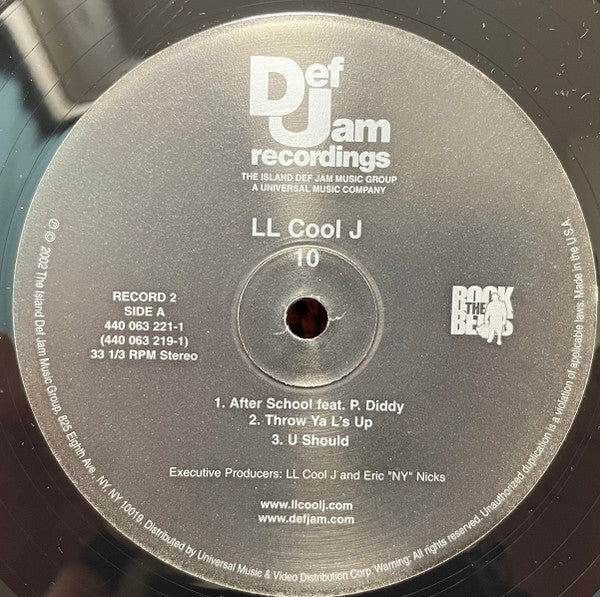 Def
Jam
recordings
THE ISLAND DEF JAM MUSIC GROUP
A UNIVERSAL MUSIC COMPANY
LL Cool J
10
RECORD 2
SIDE A
440 063 221-1
(440 063 219-1)
33 1/3 RPM Stereo
ROCK
THE
BELLS
1. After School feat. P. Diddy
2. Throw Ya L's Up
3. U Should
Executive Producers: LL Cool J and Eric "NY" Nicks
www.llcoolj.com
www.defjam.com
℗ © 2002 The Island Def Jam Music Group, 825 Eighth Ave., NY, NY 10019. Distributed by Universal Music & Video Distribution Corp. Warning: All rights reserved. Unauthorized duplication is a violation of applicable laws. Made in the U.S.A.